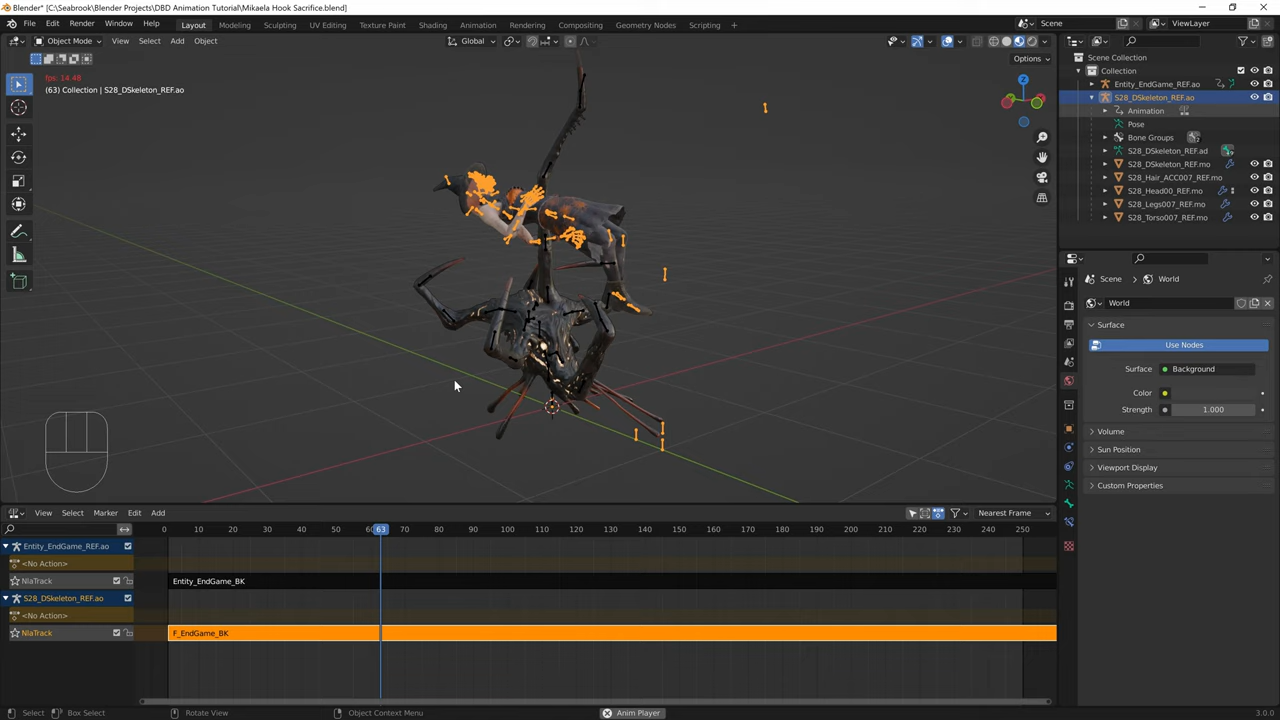 Blender* [C:\Seabrook\Blender Projects\DBD Animation Tutorial\Mikaela Hook Sacrifice.blend]
File Edit Render Window Help Layout Modeling Sculpting UV Editing Texture Paint Shading Animation Rendering Compositing Geometry Nodes Scripting + Scene ViewLayer
Object Mode View Select Add Object Global
Options
fps: 14.48
(63) Collection | S28_DSkeleton_REF.ao
Z
Scene Collection
Collection
Entity_EndGame_REF.ao
S28_DSkeleton_REF.ao
Animation
Pose
Bone Groups
S28_DSkeleton_REF.ad
S28_DSkeleton_REF.mo
S28_Hair_ACC007_REF.mo
S28_Head00_REF.mo
S28_Legs007_REF.mo
S28_Torso007_REF.mo
Scene World
World
Surface
Use Nodes
Surface Background
Color
Strength 1.000
Volume
Sun Position
Viewport Display
Custom Properties
View Select Marker Edit Add Nearest Frame
0 10 20 30 40 50 60 63 70 80 90 100 110 120 130 140 150 160 170 180 190 200 210 220 230 240 250
Entity_EndGame_REF.ao
<No Action>
NlaTrack Entity_EndGame_BK
S28_DSkeleton_REF.ao
<No Action>
NlaTrack F_EndGame_BK
Select Box Select Rotate View Object Context Menu Anim Player 3.0.0